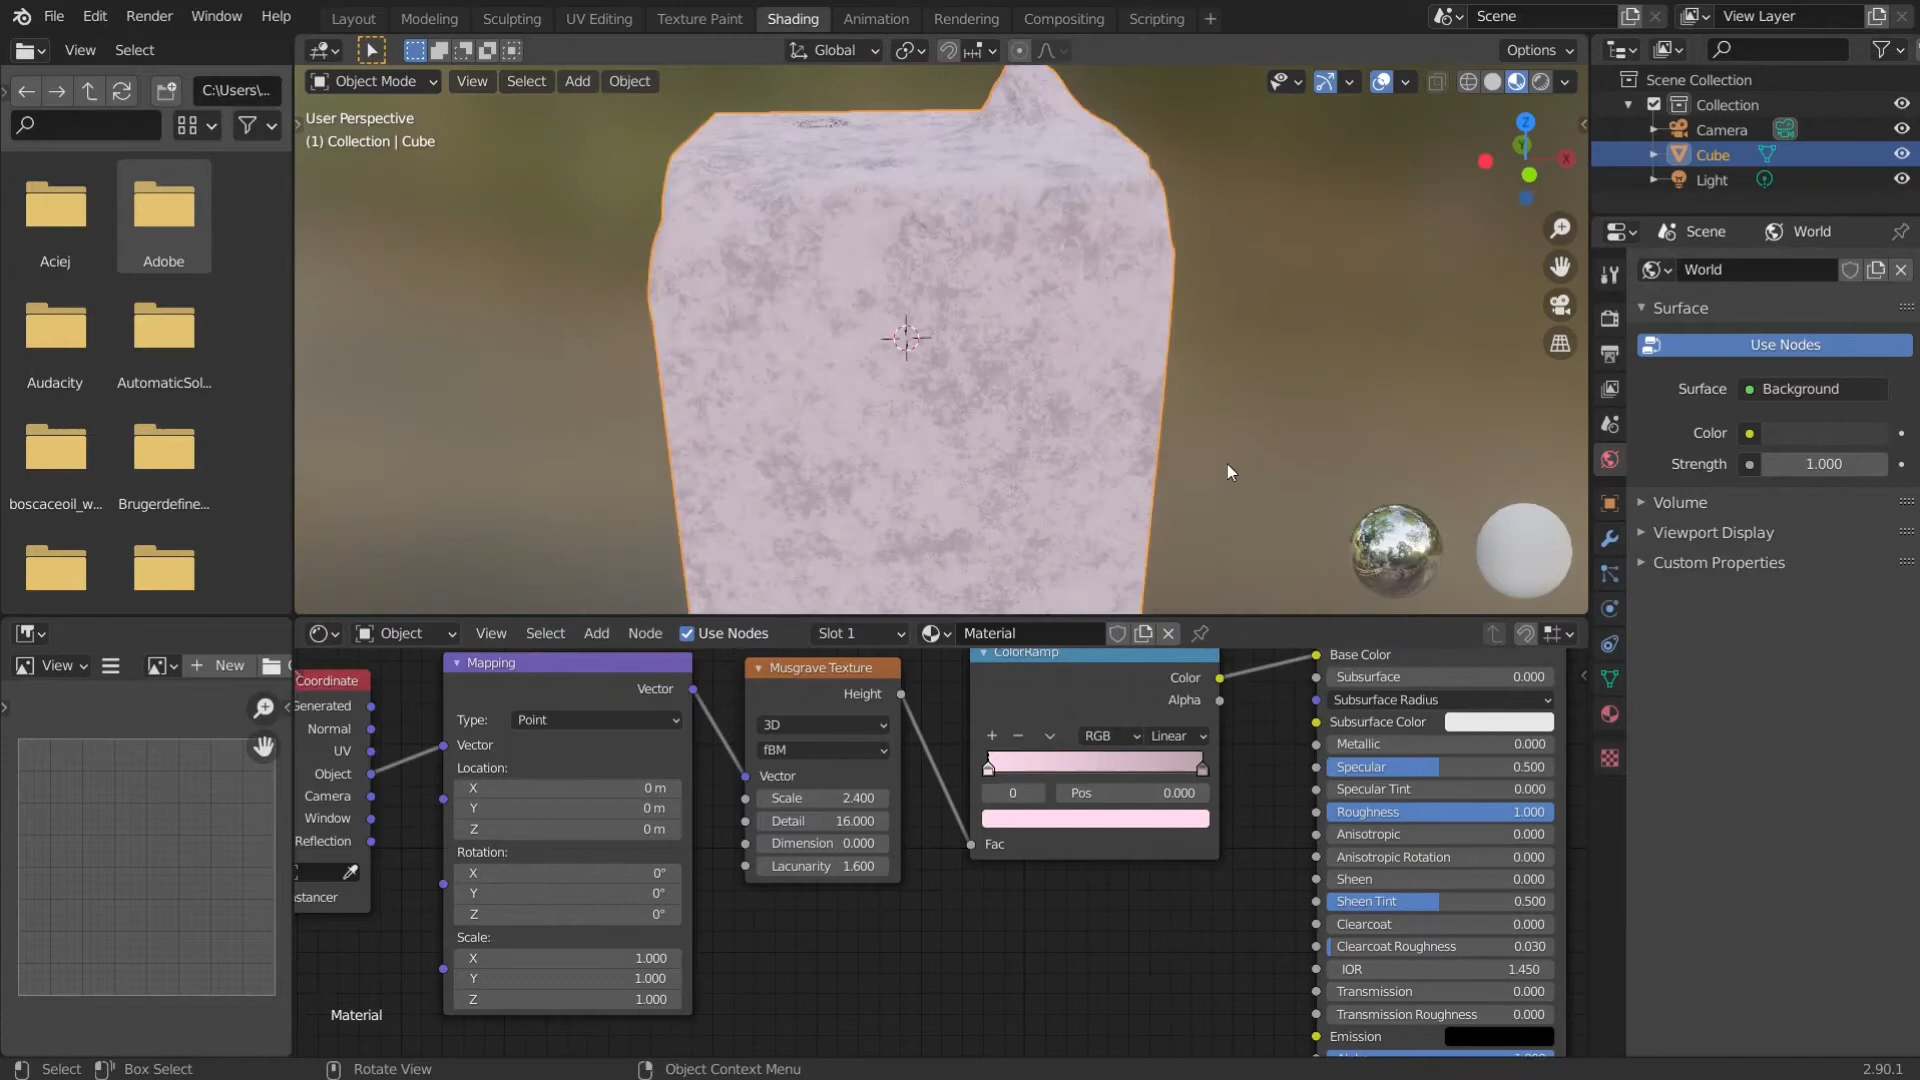 File Edit Render Window Help Layout Modeling Sculpting UV Editing Texture Paint Shading Animation Rendering Compositing Scripting Scene View Layer
View Select Global Options
C:\Users\... Object Mode View Select Add Object Scene Collection
Collection
User Perspective Camera
(1) Collection | Cube Cube
Light
Scene World
Aciej Adobe
World
Surface
Use Nodes
Audacity AutomaticSol...
Surface Background
Color
Strength 1.000
boscaceoil_w... Brugerdefine...
Volume
Viewport Display
Custom Properties
Object View Select Add Node Use Nodes Slot 1 Material
View New
Coordinate
Generated
Normal
UV
Object
Camera
Window
Reflection
Mapping
Vector
Type: Point
Vector
Location:
X 0 m
Y 0 m
Z 0 m
Rotation:
X 0°
Y 0°
Z 0°
Scale:
X 1.000
Y 1.000
Z 1.000
Musgrave Texture
Height
3D
fBM
Vector
Scale 2.400
Detail 16.000
Dimension 0.000
Lacunarity 1.600
ColorRamp
Color
Alpha
RGB Linear
0 Pos 0.000
Fac
Base Color
Subsurface 0.000
Subsurface Radius
Subsurface Color
Metallic 0.000
Specular 0.500
Specular Tint 0.000
Roughness 1.000
Anisotropic 0.000
Anisotropic Rotation 0.000
Sheen 0.000
Sheen Tint 0.500
Clearcoat 0.000
Clearcoat Roughness 0.030
IOR 1.450
Transmission 0.000
Transmission Roughness 0.000
Emission
Material
Select Box Select Rotate View Object Context Menu 2.90.1